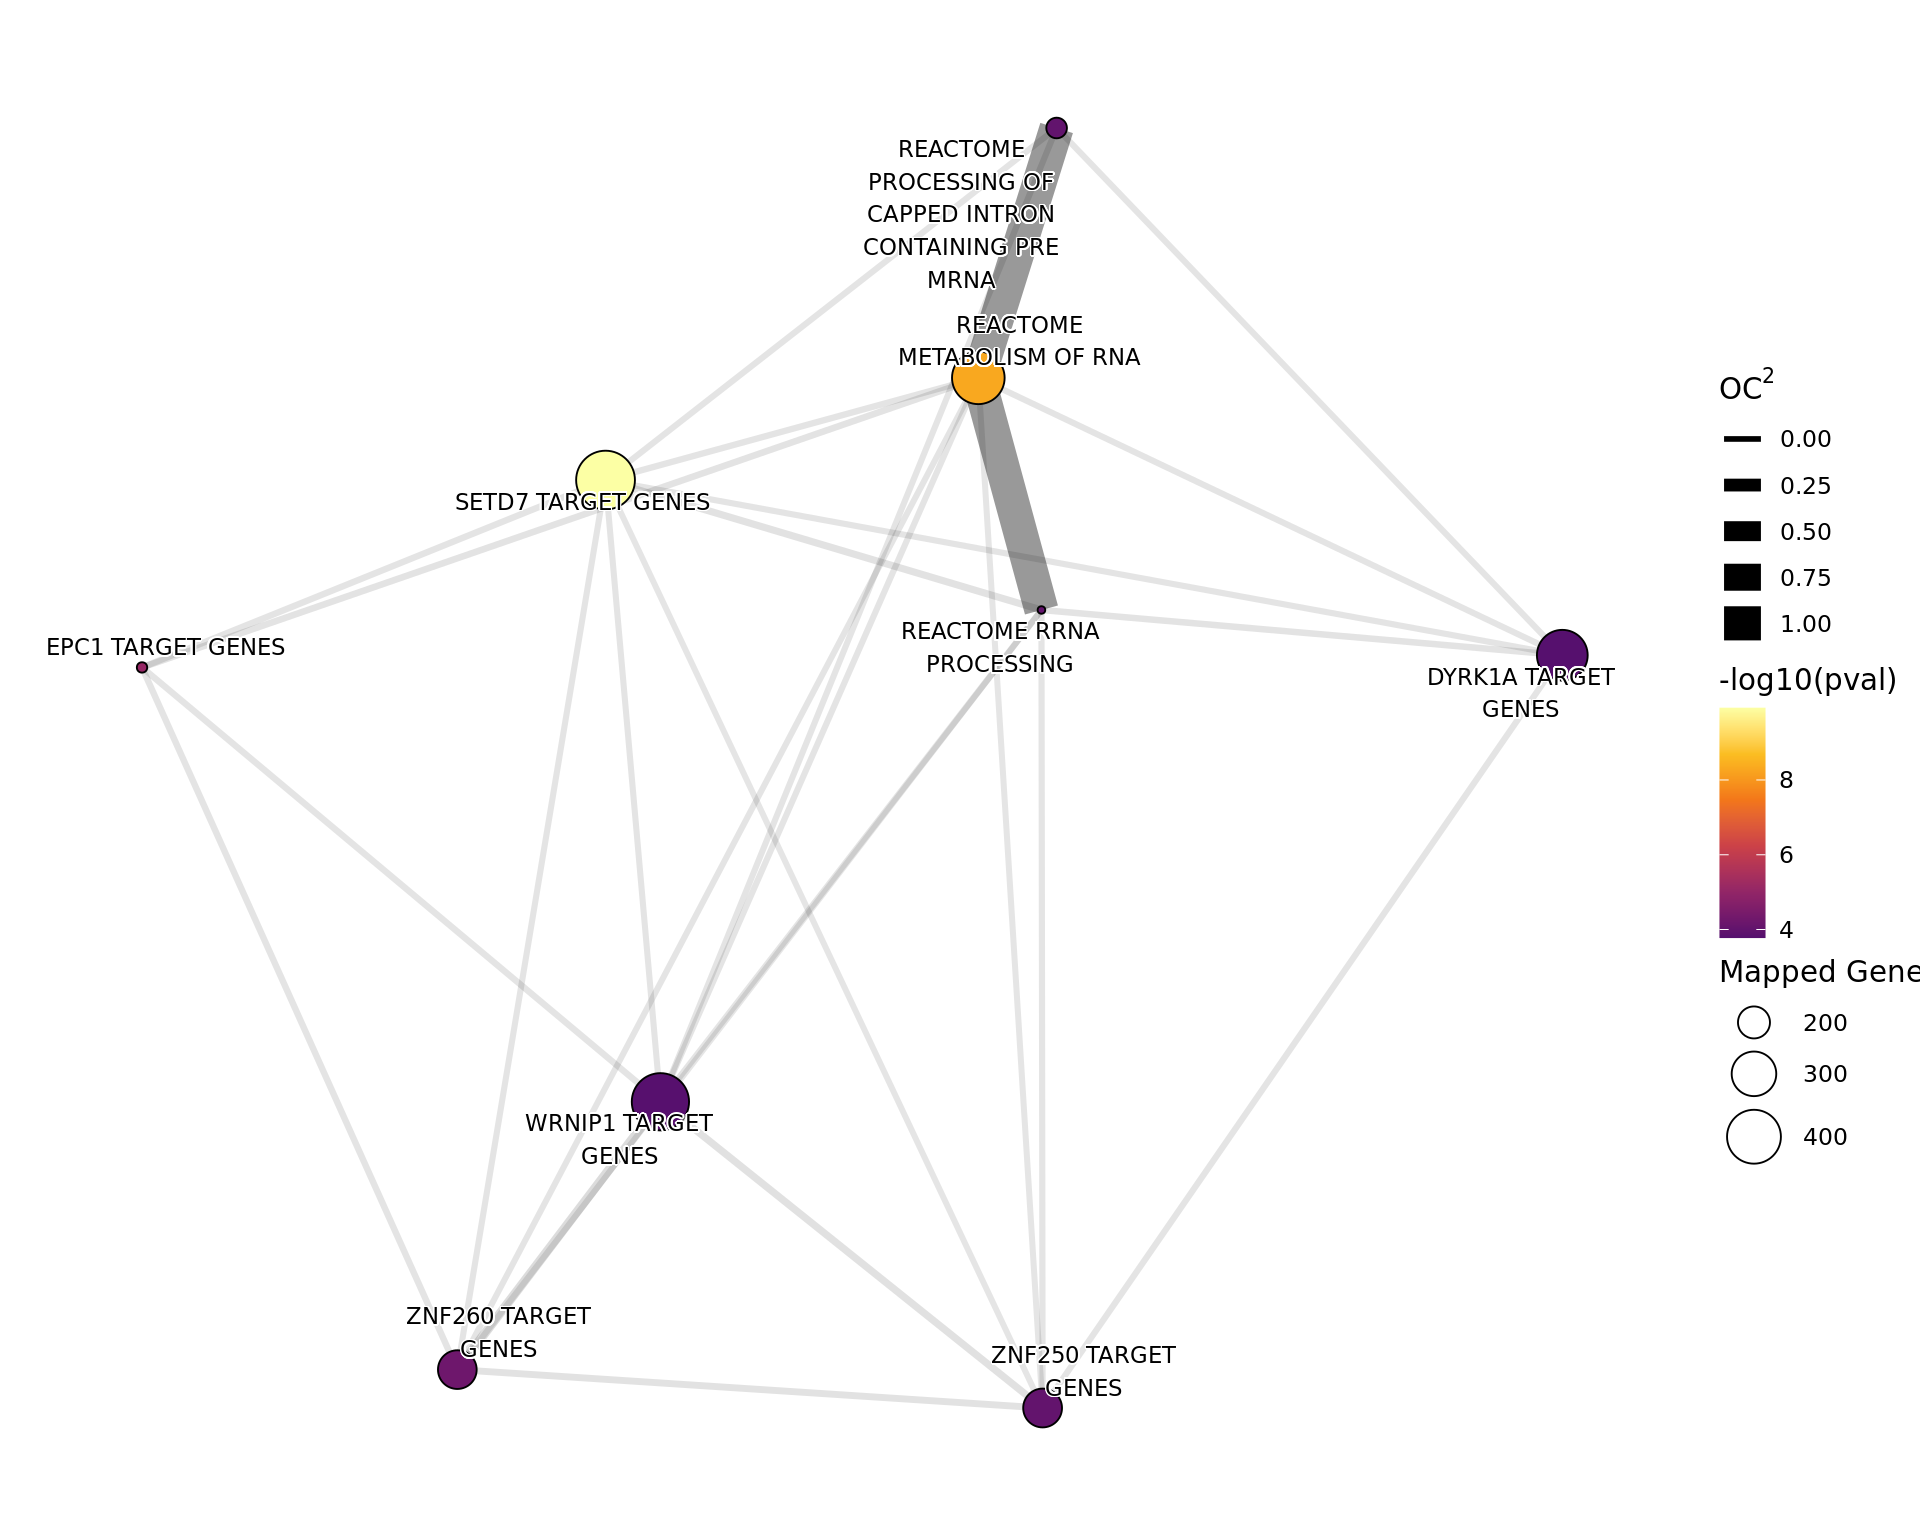 REACTOME
PROCESSING OF
CAPPED INTRON
CONTAINING PRE
MRNA
REACTOME
METABOLISM OF RNA
SETD7 TARGET GENES
EPC1 TARGET GENES
REACTOME RRNA
PROCESSING
DYRK1A TARGET
GENES
WRNIP1 TARGET
GENES
ZNF260 TARGET
GENES
ZNF250 TARGET
GENES
OC²
0.00
0.25
0.50
0.75
1.00
-log10(pval)
8
6
4
Mapped Gene
200
300
400